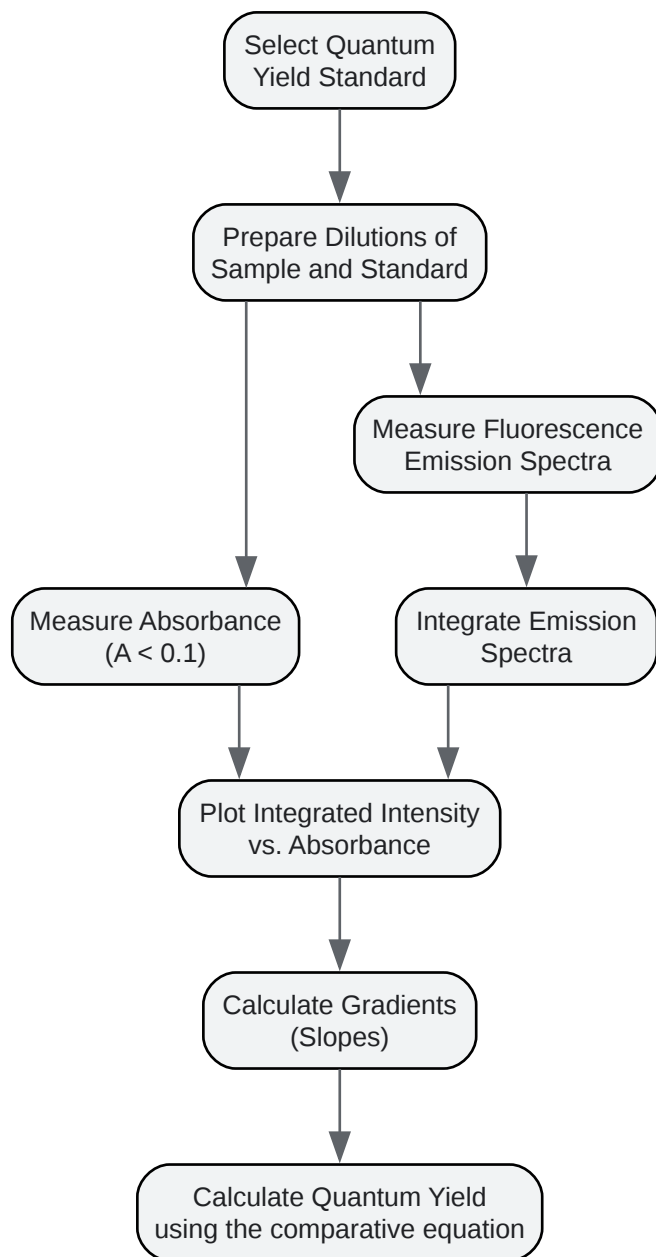 Select Quantum
Yield Standard
Prepare Dilutions of
Sample and Standard
Measure Fluorescence
Emission Spectra
Measure Absorbance
(A < 0.1)
Integrate Emission
Spectra
Plot Integrated Intensity
vs. Absorbance
Calculate Gradients
(Slopes)
Calculate Quantum Yield
using the comparative equation